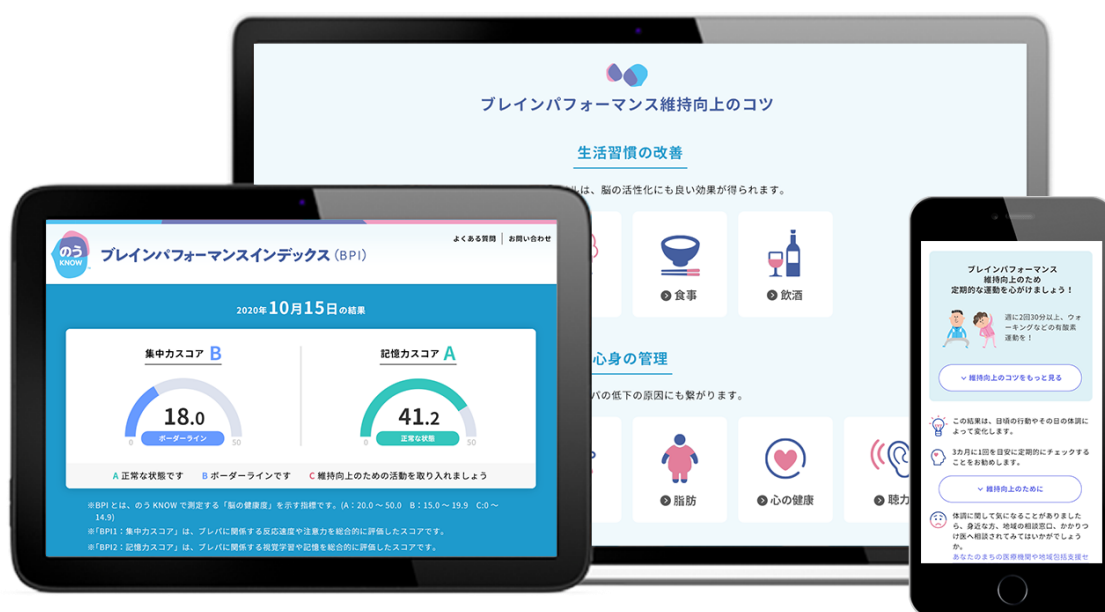 ブレインパフォーマンス維持向上のコツ
生活習慣の改善
ルは、脳の活性化にも良い効果が得られます。
食事
飲酒
心身の管理
パの低下の原因にも繋がります。
脂肪
心の健康
聴力
のう
KNOW
ブレインパフォーマンスインデックス(BPI)
よくある質問
お問い合わせ
2020年10月15日の結果
集中力スコア B
18.0
0
ボーダーライン
50
記憶力スコア A
41.2
0
正常な状態
50
A 正常な状態です B ボーダーラインです C 維持向上のための活動を取り入れましょう
※BPIとは、のうKNOWで測定する「脳の健康度」を示す指標です。(A:20.0~50.0 B:15.0~19.9 C:0~
14.9)
※「BPI1:集中力スコア」は、ブレパに関係する反応速度や注意力を総合的に評価したスコアです。
※「BPI2:記憶力スコア」は、ブレパに関係する視覚学習や記憶を総合的に評価したスコアです。
ブレインパフォーマンス
維持向上のため
定期的な運動を心がけましょう!
週に2回30分以上、ウォ
ーキングなどの有酸素
運動を!
維持向上のコツをもっと見る
この結果は、日頃の行動やその日の体調に
よって変化します。
3カ月に1回を目安に定期的にチェックする
ことをお勧めします。
維持向上のために
体調に関して気になることがありました
ら、身近な方、地域の相談窓口、かかりつ
け医へ相談されてみてはいかがでしょう
か。
あなたのまちの医療機関や地域包括支援セ